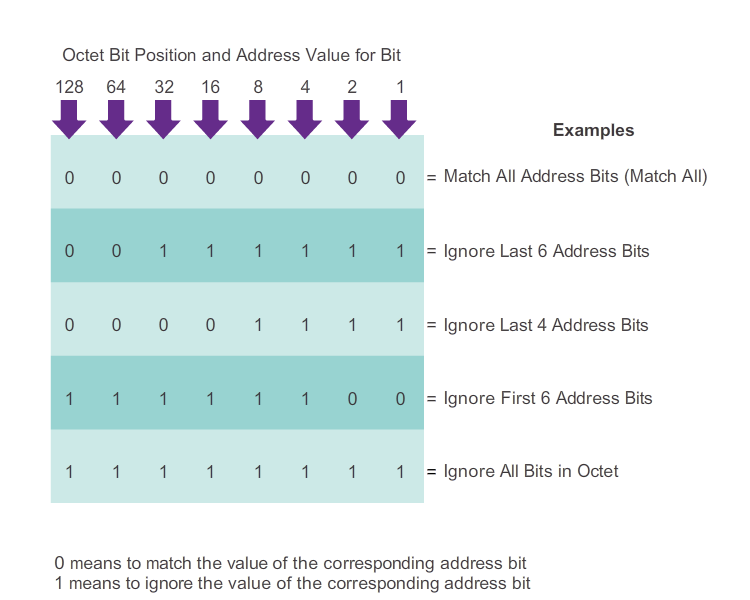 Octet Bit Position and Address Value for Bit
128 64 32 16 8 4 2 1
Examples
0 0 0 0 0 0 0 0 = Match All Address Bits (Match All)
0 0 1 1 1 1 1 1 = Ignore Last 6 Address Bits
0 0 0 0 1 1 1 1 = Ignore Last 4 Address Bits
1 1 1 1 1 1 0 0 = Ignore First 6 Address Bits
1 1 1 1 1 1 1 1 = Ignore All Bits in Octet
0 means to match the value of the corresponding address bit
1 means to ignore the value of the corresponding address bit